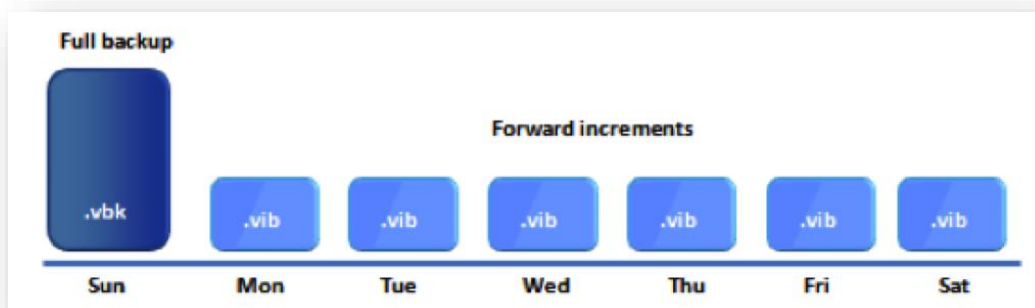 Full backup
Forward increments
.vbk .vib .vib .vib .vib .vib .vib
Sun Mon Tue Wed Thu Fri Sat